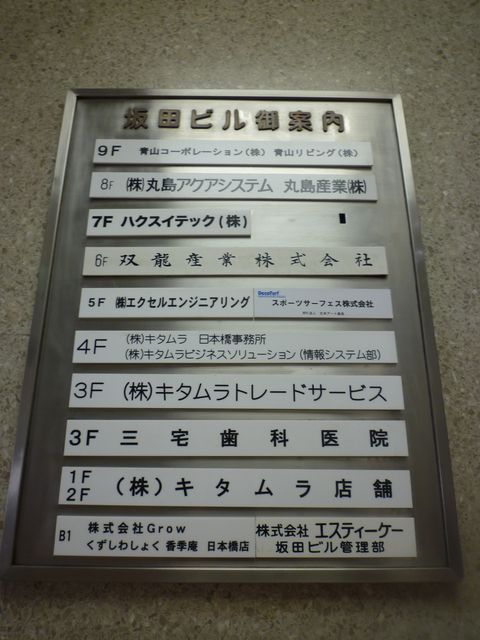 坂田ビル御案内
9F 青山コーポレーション(株) 青山リビング(株)
8F (株)丸島アクアシステム 丸島産業(株)
7F ハクスイテック(株)
6F 双龍産業株式会社
5F ㈱エクセルエンジニアリング
DecoTurf
スポーツサーフェス株式会社
4F (株)キタムラ 日本橋事務所
(株)キタムラビジネスソリューション(情報システム部)
3F (株)キタムラトレードサービス
3F 三宅歯科医院
1F
2F (株)キタムラ店舗
B1 株式会社Grow
くずしわしょく 香季庵 日本橋店
株式会社 エスティーケー
坂田ビル管理部